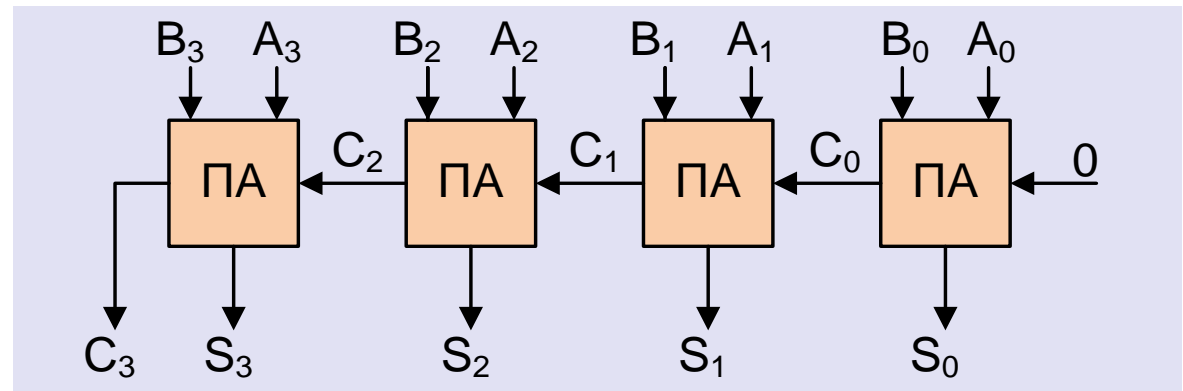 B₃ A₃ B₂ A₂ B₁ A₁ B₀ A₀
ПА C₂ ПА C₁ ПА C₀ ПА 0
C₃ S₃ S₂ S₁ S₀